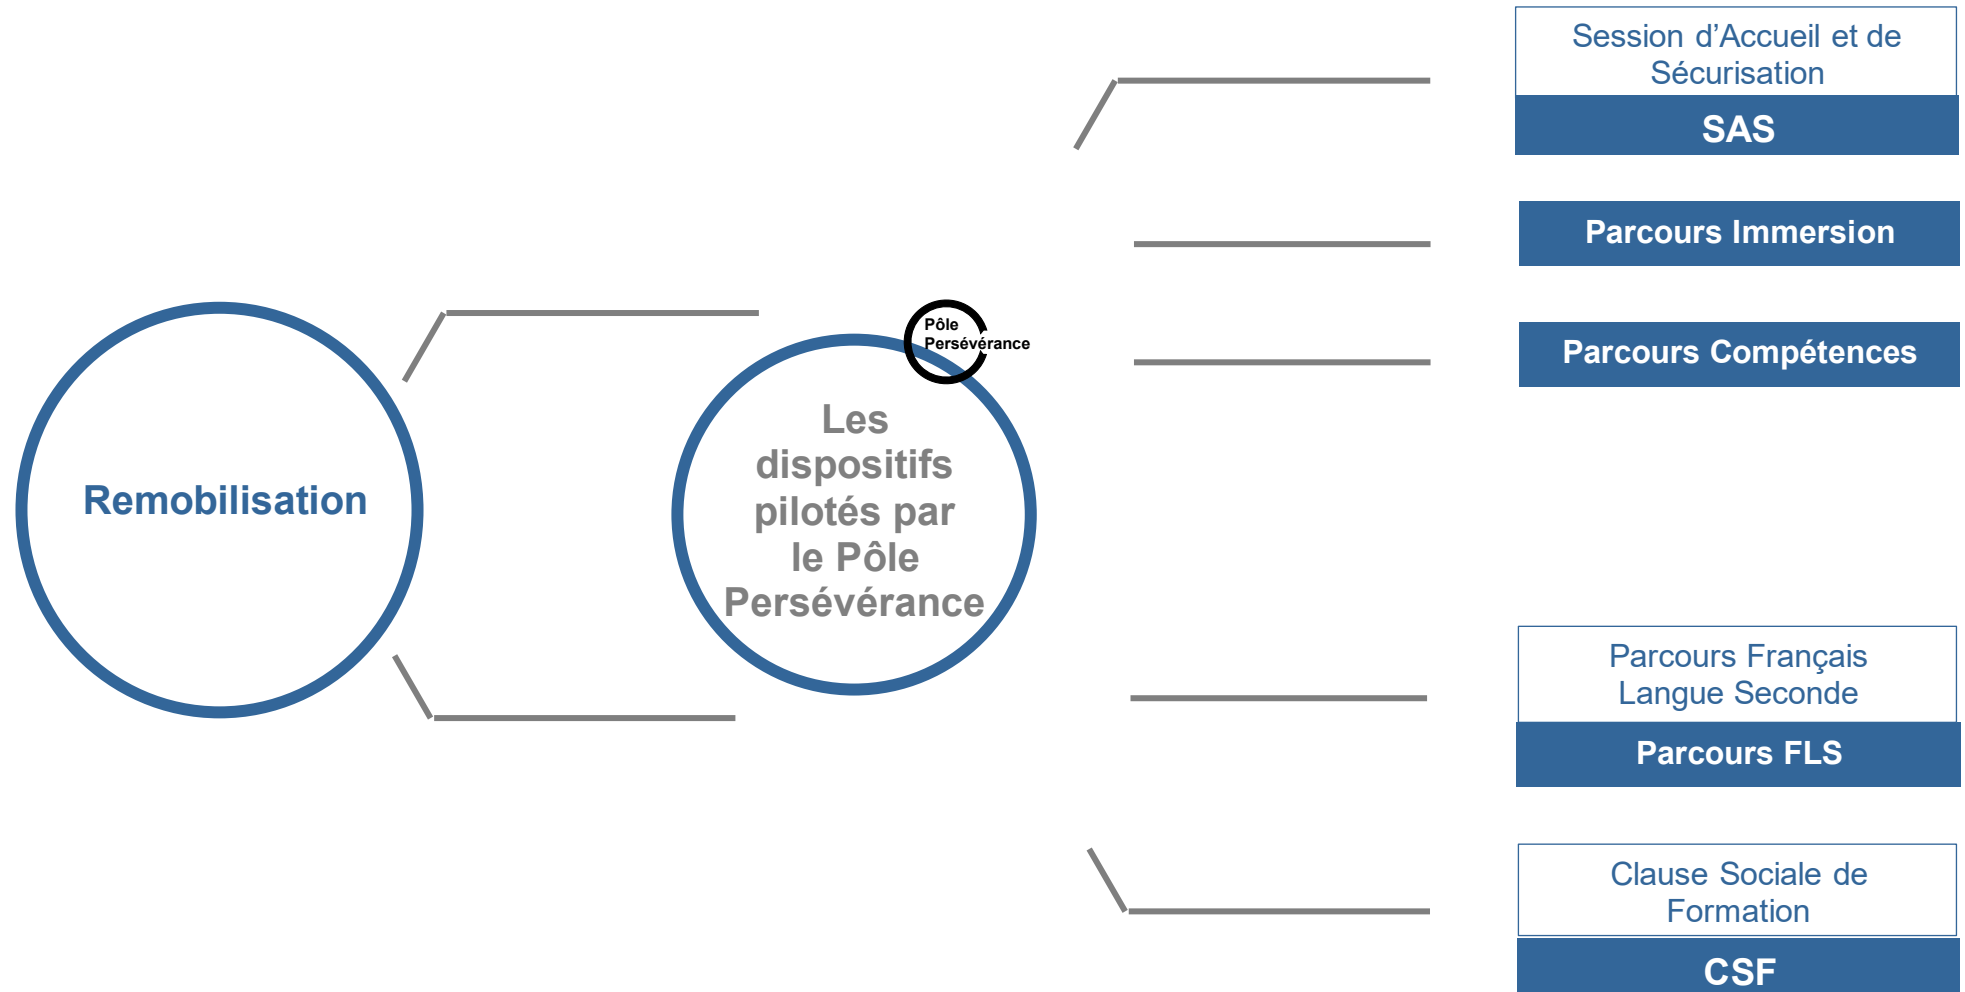 Remobilisation
Pôle
Persévérance
Les
dispositifs
pilotés par
le Pôle
Persévérance
Session d’Accueil et de
Sécurisation
SAS
Parcours Immersion
Parcours Compétences
Parcours Français
Langue Seconde
Parcours FLS
Clause Sociale de
Formation
CSF